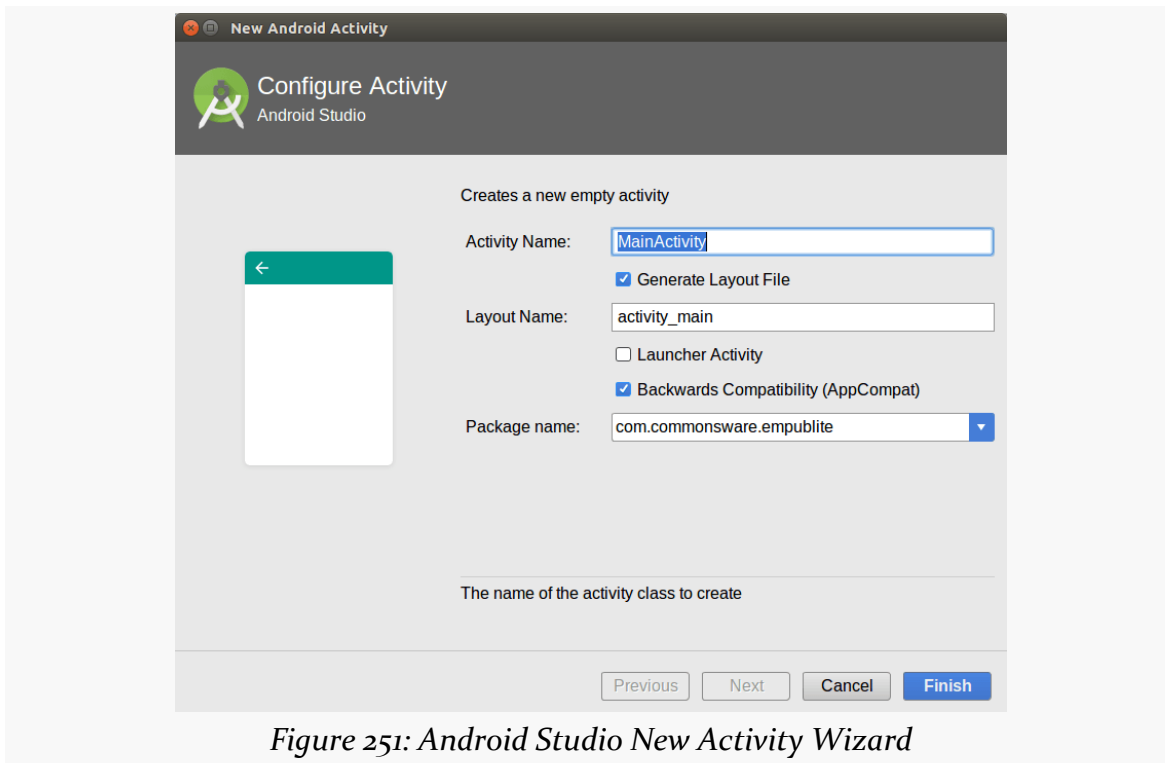 New Android Activity
Configure Activity
Android Studio
Creates a new empty activity
Activity Name: MainActivity
Generate Layout File
Layout Name: activity_main
Launcher Activity
Backwards Compatibility (AppCompat)
Package name: com.commonsware.empublite
The name of the activity class to create
Previous Next Cancel Finish
Figure 251: Android Studio New Activity Wizard